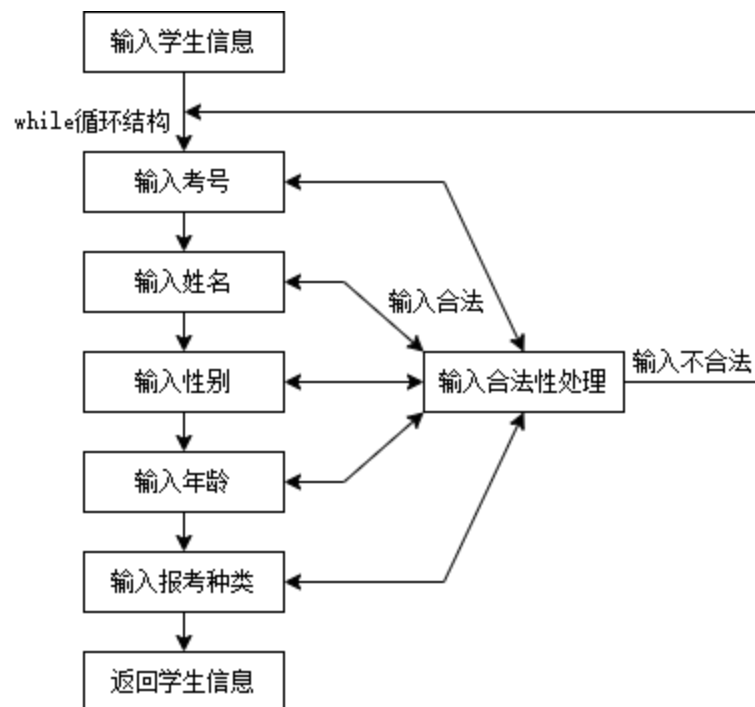 输入学生信息
while循环结构
输入考号
输入姓名
输入合法
输入性别
输入合法性处理
输入不合法
输入年龄
输入报考种类
返回学生信息